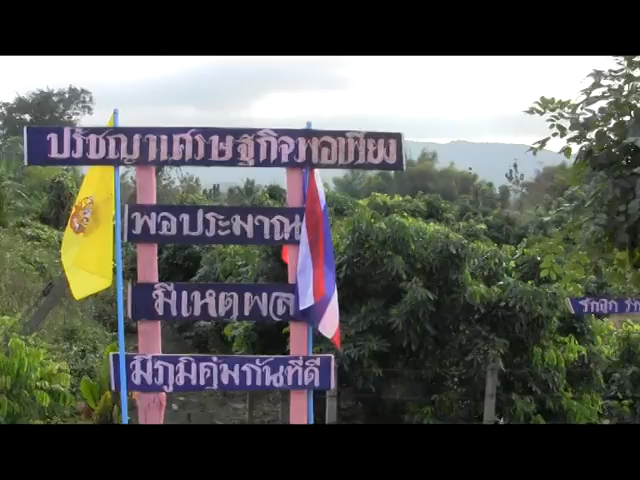 ปรัชญาเศรษฐกิจพอเพียง
พอประมาณ
มีเหตุผล
มีภูมิคุ้มกันที่ดี